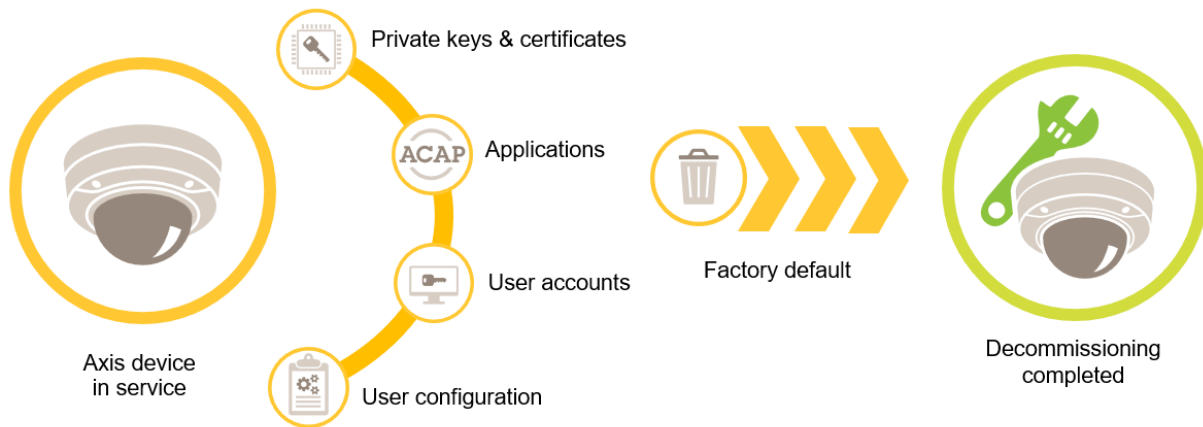 Private keys & certificates
ACAP
Applications
User accounts
User configuration
Axis device
in service
Factory default
Decommissioning
completed